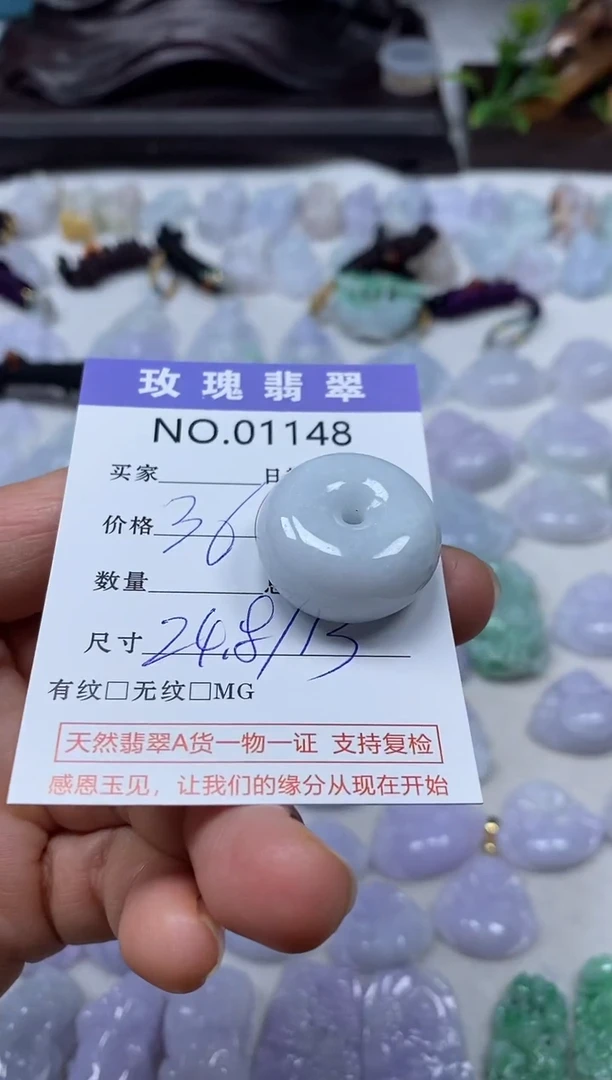 玫瑰翡翠
NO.01148
买家 日
价格 36
数量
尺寸 24.8/13
有纹□无纹□MG
天然翡翠A货一物一证 支持复检
感恩玉见，让我们的缘分从现在开始